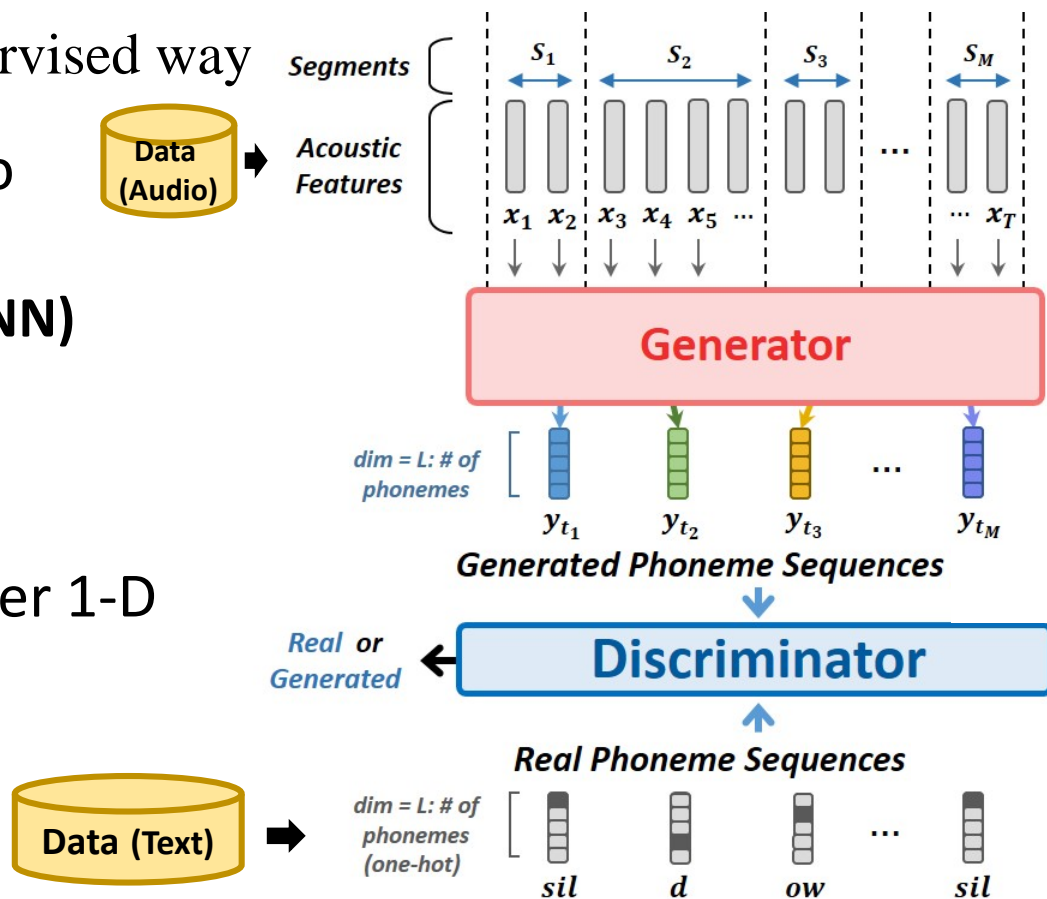 rvised way
Segments
S1 S2 S3 SM
Data
(Audio)
Acoustic
Features
...
x1 x2 x3 x4 x5 ... ... xT
NN)
Generator
dim = L: # of
phonemes
...
yt1 yt2 yt3 ytM
Generated Phoneme Sequences
er 1-D
Real or
Generated
Discriminator
Real Phoneme Sequences
Data (Text)
dim = L: # of
phonemes
(one-hot)
...
sil d ow sil